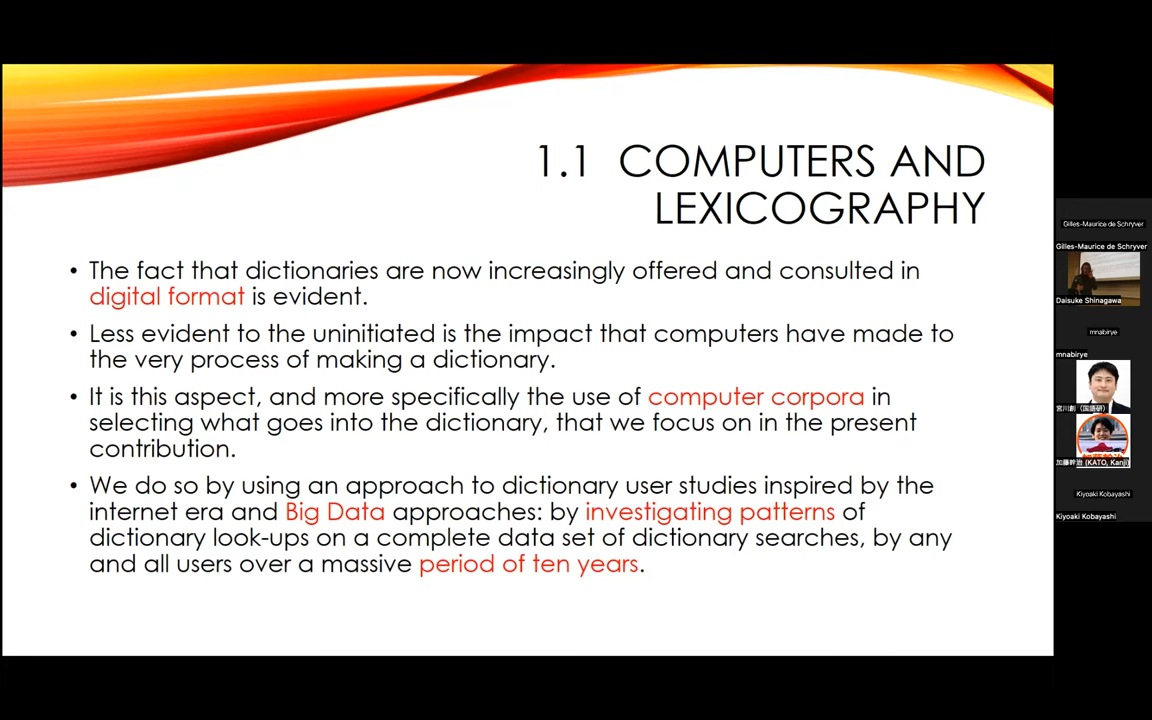 1.1 COMPUTERS AND
LEXICOGRAPHY
• The fact that dictionaries are now increasingly offered and consulted in
digital format is evident.
• Less evident to the uninitiated is the impact that computers have made to
the very process of making a dictionary.
• It is this aspect, and more specifically the use of computer corpora in
selecting what goes into the dictionary, that we focus on in the present
contribution.
• We do so by using an approach to dictionary user studies inspired by the
internet era and Big Data approaches: by investigating patterns of
dictionary look-ups on a complete data set of dictionary searches, by any
and all users over a massive period of ten years.
Gilles-Maurice de Schryver
Gilles-Maurice de Schryver
Daisuke Shinagawa
mnabirye
mnabirye
宮川創（国語研）
加藤幹治 (KATO, Kanji)
Kiyoaki Kobayashi
Kiyoaki Kobayashi